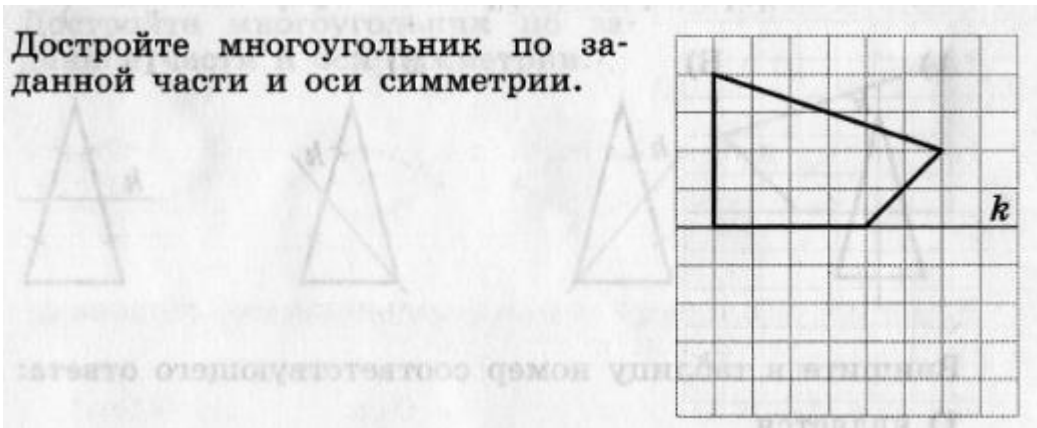 Достройте многоугольник по за-
данной части и оси симметрии.
k